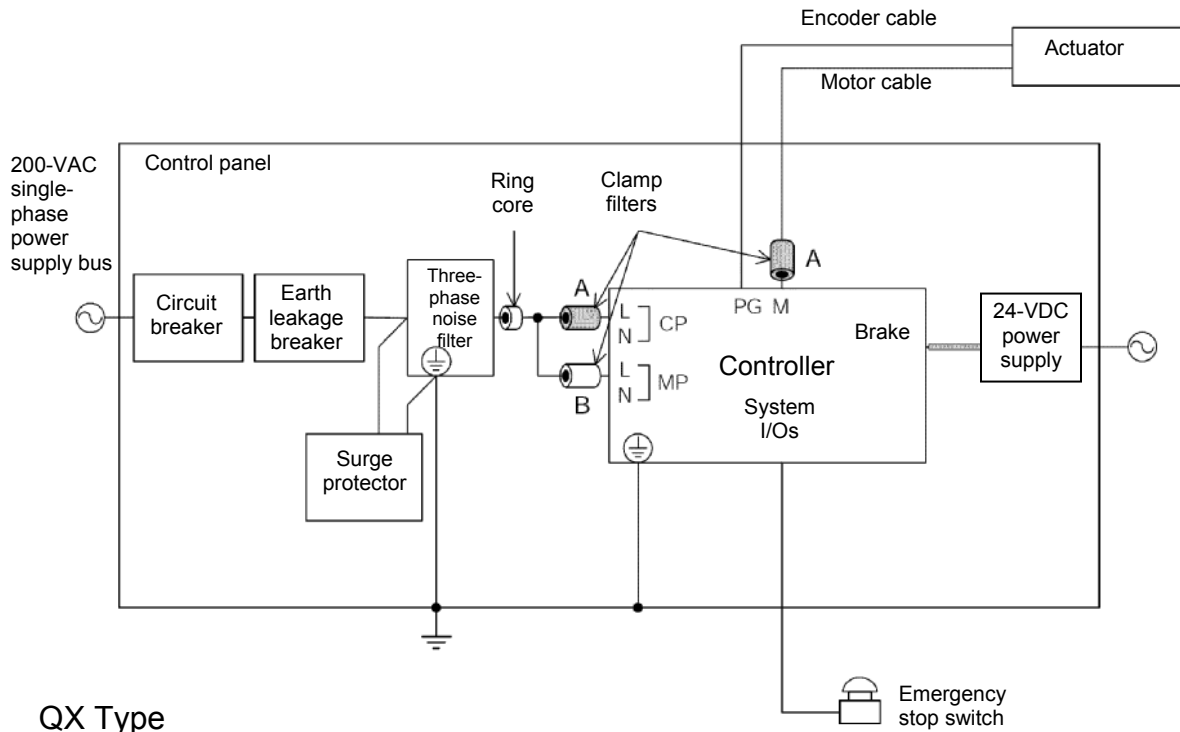 Encoder cable
Actuator
Motor cable
200-VAC
single-
phase
power
supply bus
Control panel
Ring
core
Clamp
filters
A
Circuit
breaker
Earth
leakage
breaker
Three-
phase
noise
filter
A
B
L
N
CP
L
N
MP
PG M
Brake
Controller
System
I/Os
24-VDC
power
supply
Surge
protector
QX Type
Emergency
stop switch